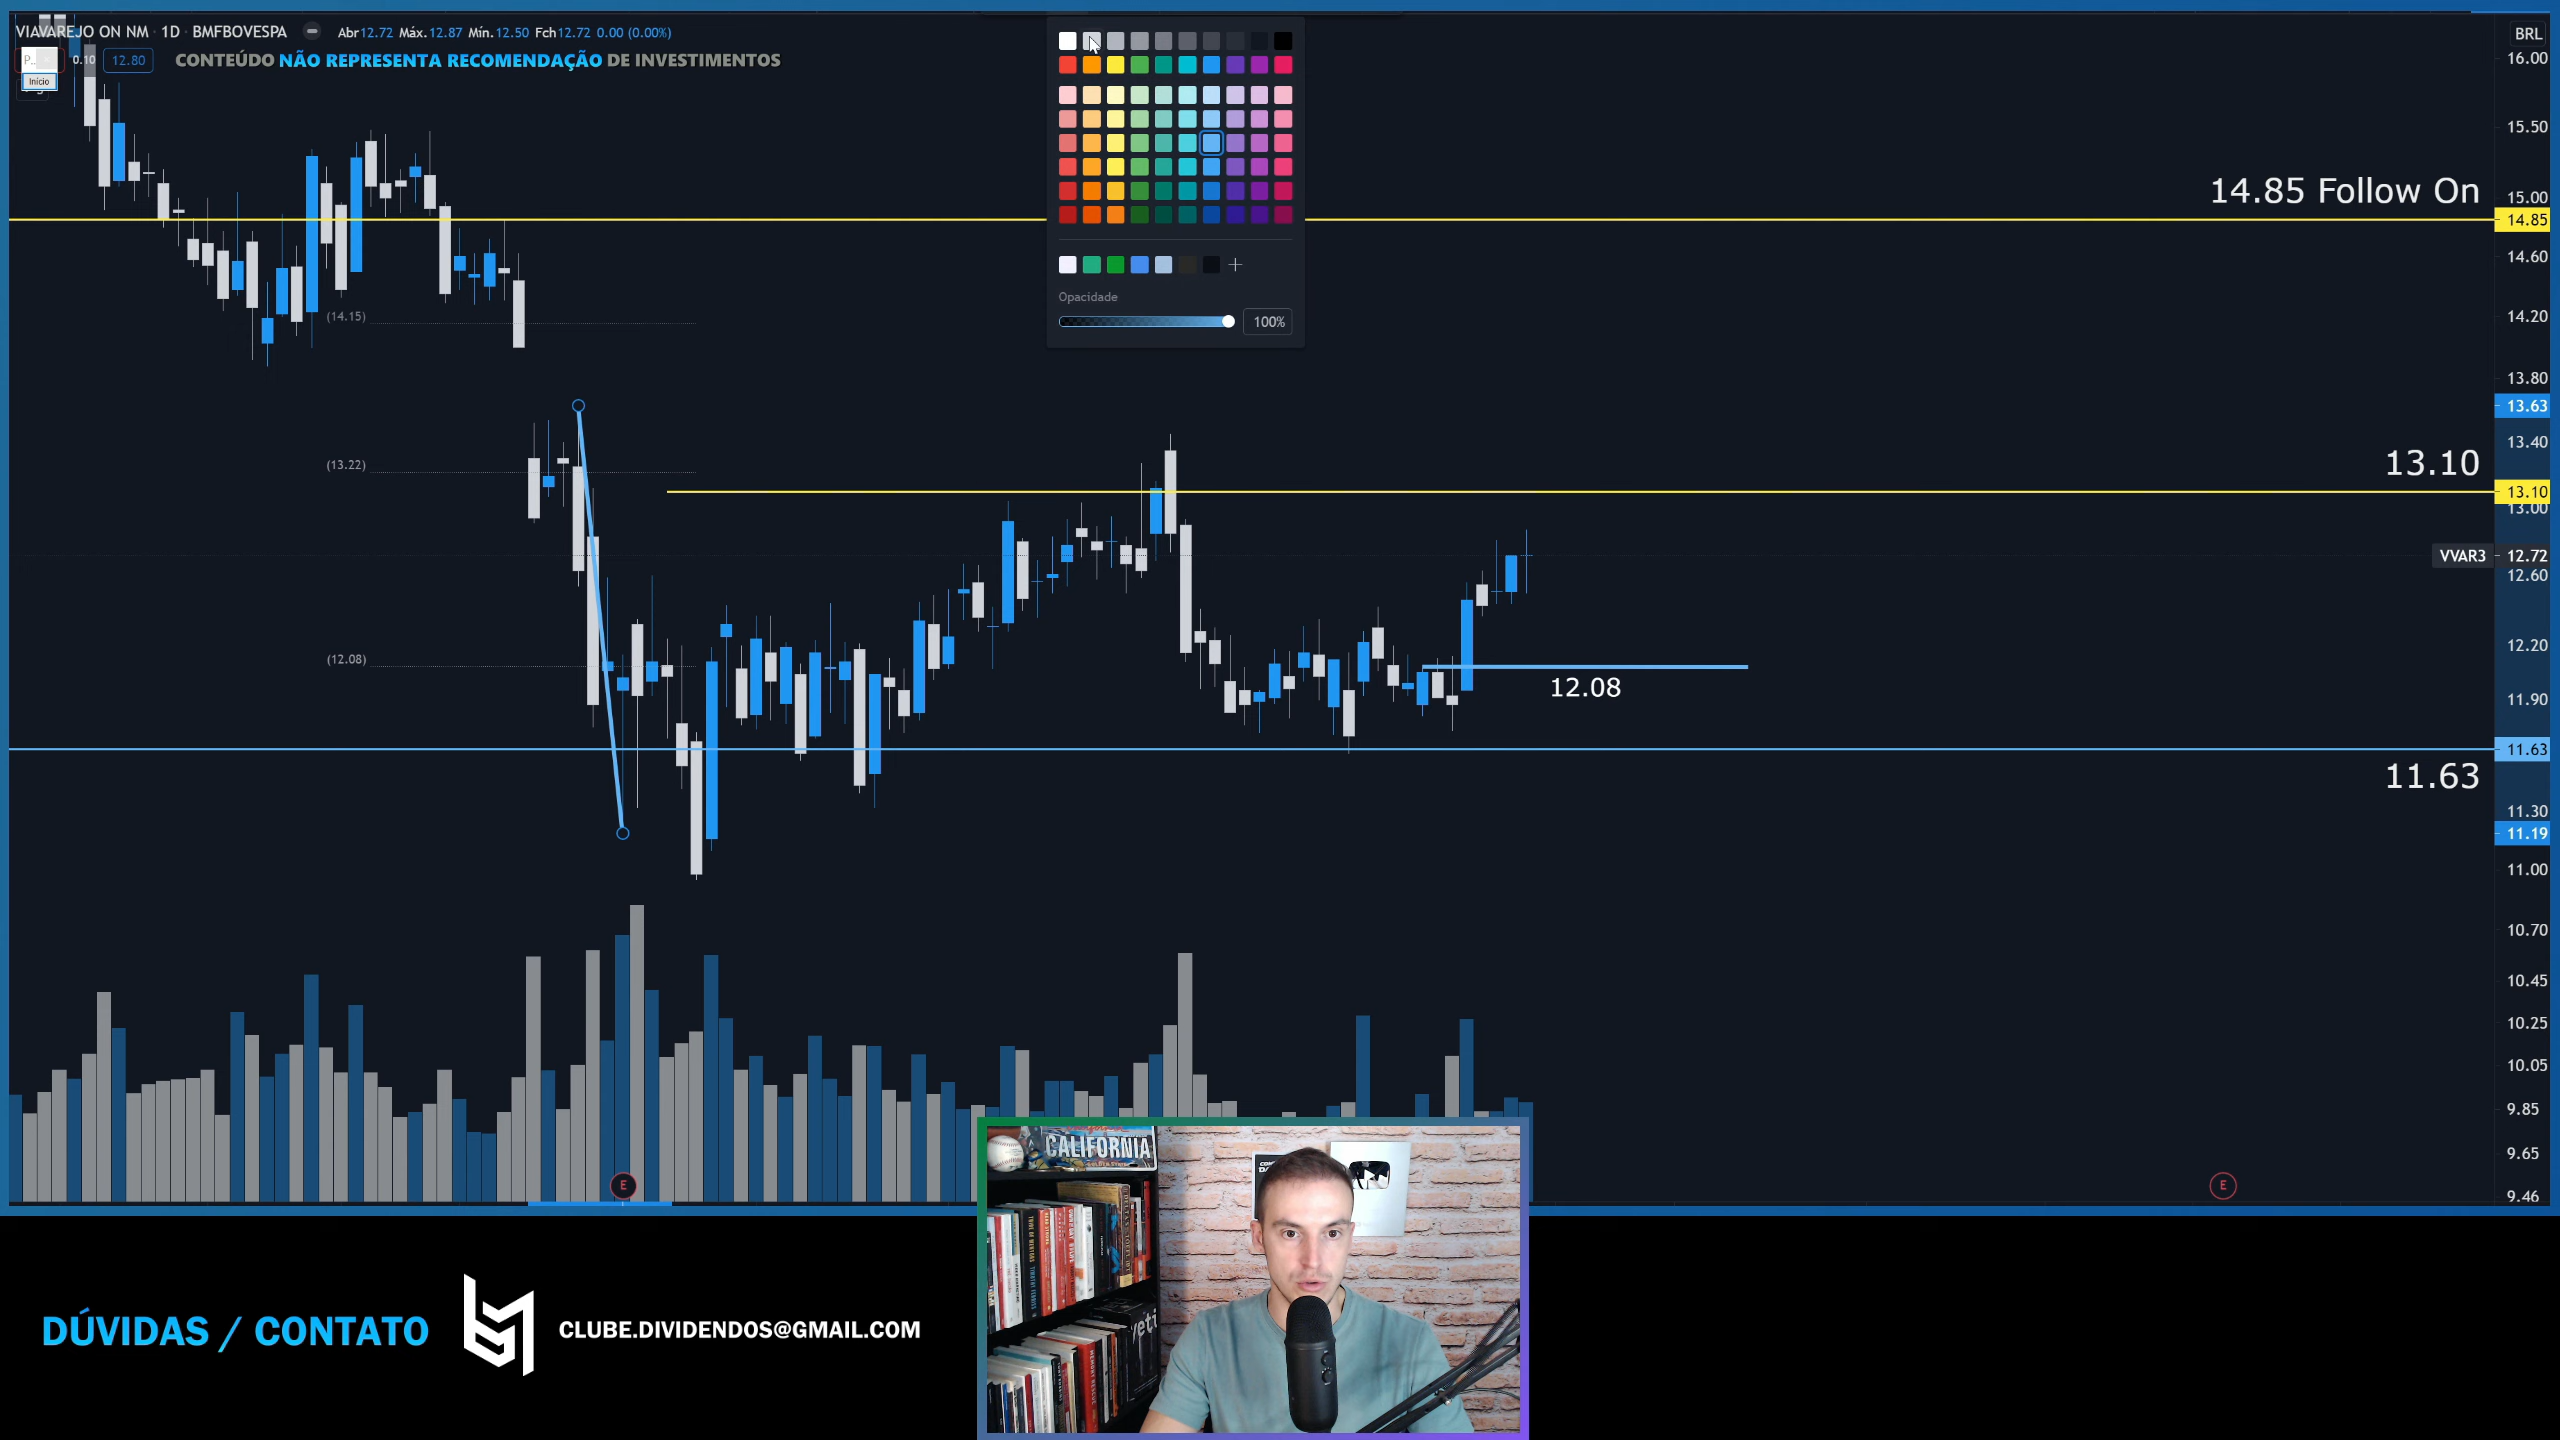 VIAVAREJO ON NM · 1D · BMFBOVESPA Abr12.72 Máx.12.87 Mín.12.50 Fch12.72 0.00 (0.00%)
0.10 12.80 CONTEÚDO NÃO REPRESENTA RECOMENDAÇÃO DE INVESTIMENTOS
Início
Opacidade
100%
BRL
16.00
15.50
14.85 Follow On
15.00
14.85
14.60
(14.15)
14.20
13.80
13.63
13.40
(13.22)
13.10
13.10
13.00
VVAR3 12.72
12.60
(12.08)
12.20
12.08
11.90
11.63
11.63
11.30
11.19
11.00
10.70
10.45
10.25
10.05
9.85
9.65
9.46
E
E
CALIFORNIA
yeti
DÚVIDAS / CONTATO
CLUBE.DIVIDENDOS@GMAIL.COM